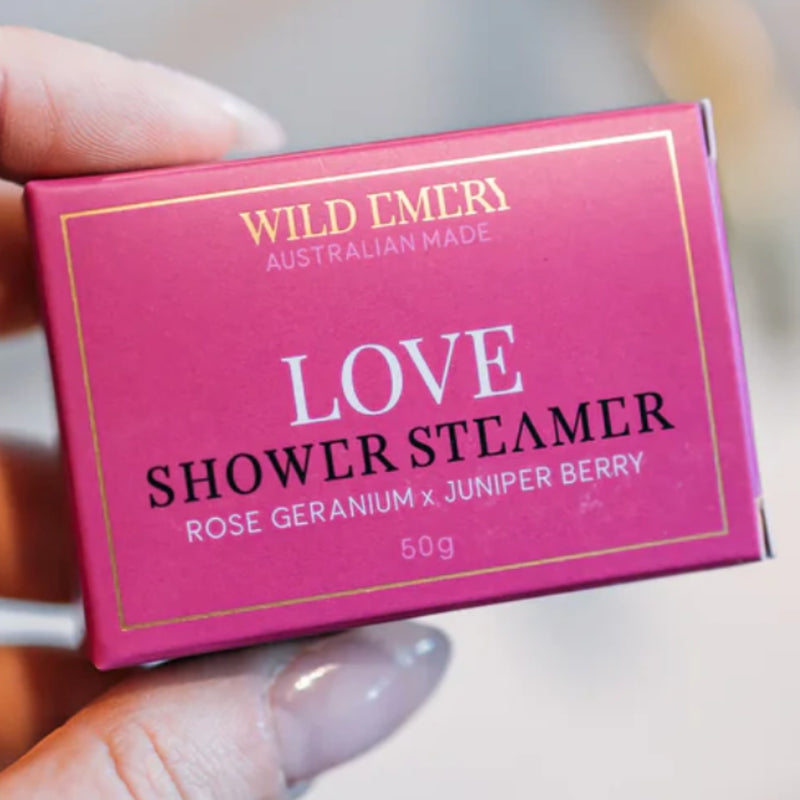 WILD EMERY
AUSTRALIAN MADE
LOVE
SHOWER STEAMER
ROSE GERANIUM x JUNIPER BERRY
50g